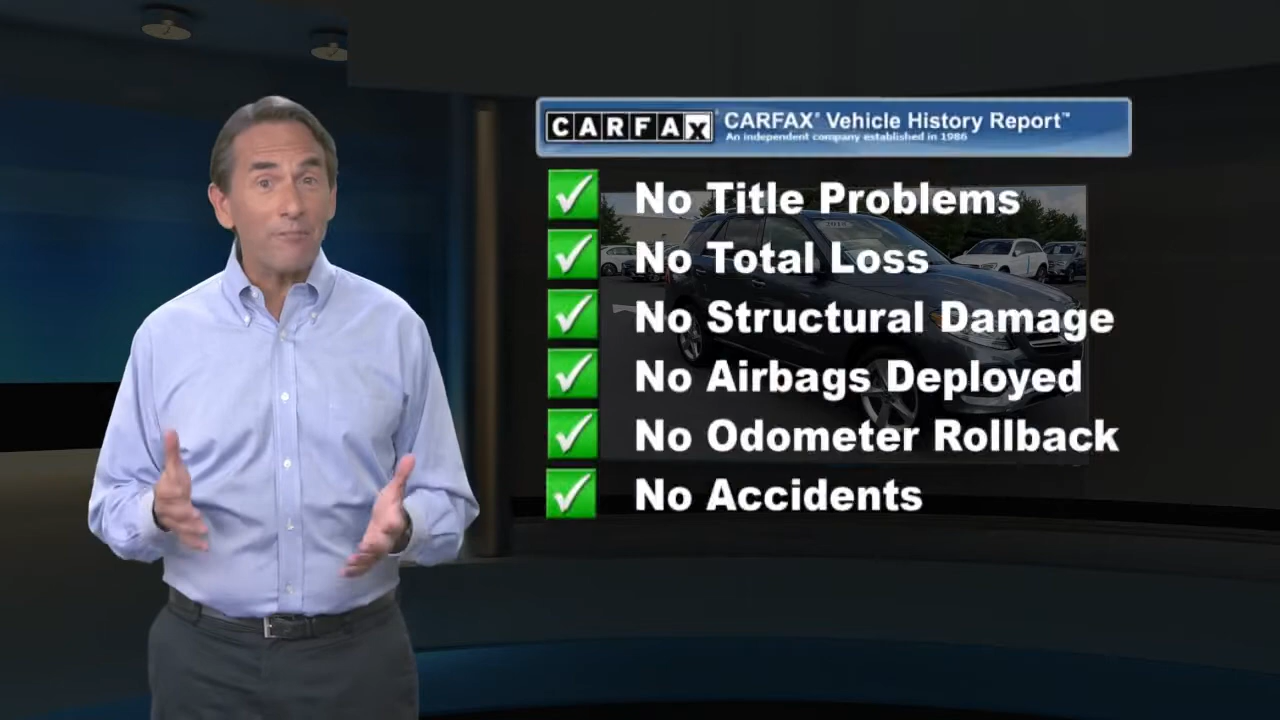 CARFAX
CARFAX® Vehicle History Report™
An independent company established in 1986
No Title Problems
No Total Loss
No Structural Damage
No Airbags Deployed
No Odometer Rollback
No Accidents